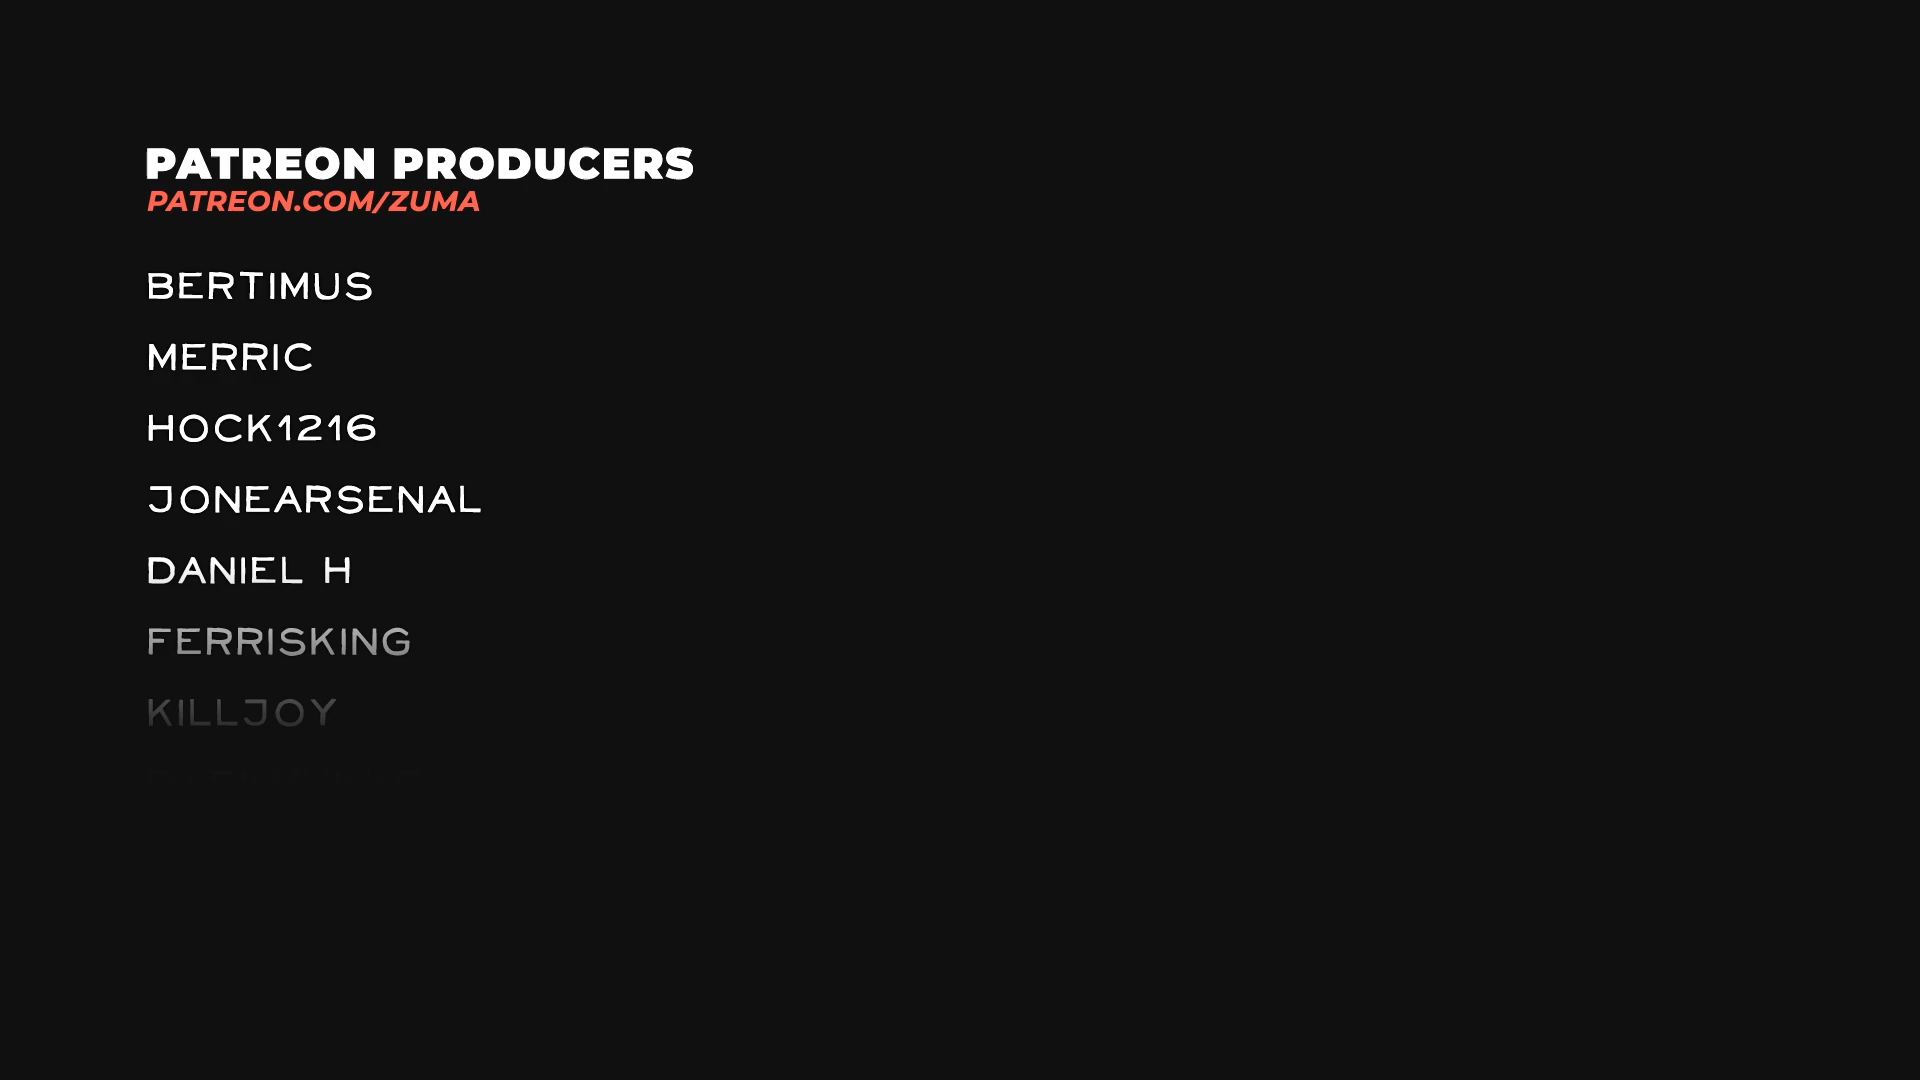 PATREON PRODUCERS
PATREON.COM/ZUMA
BERTIMUS
MERRIC
HOCK1216
JONEARSENAL
DANIEL H
FERRISKING
KILLJOY